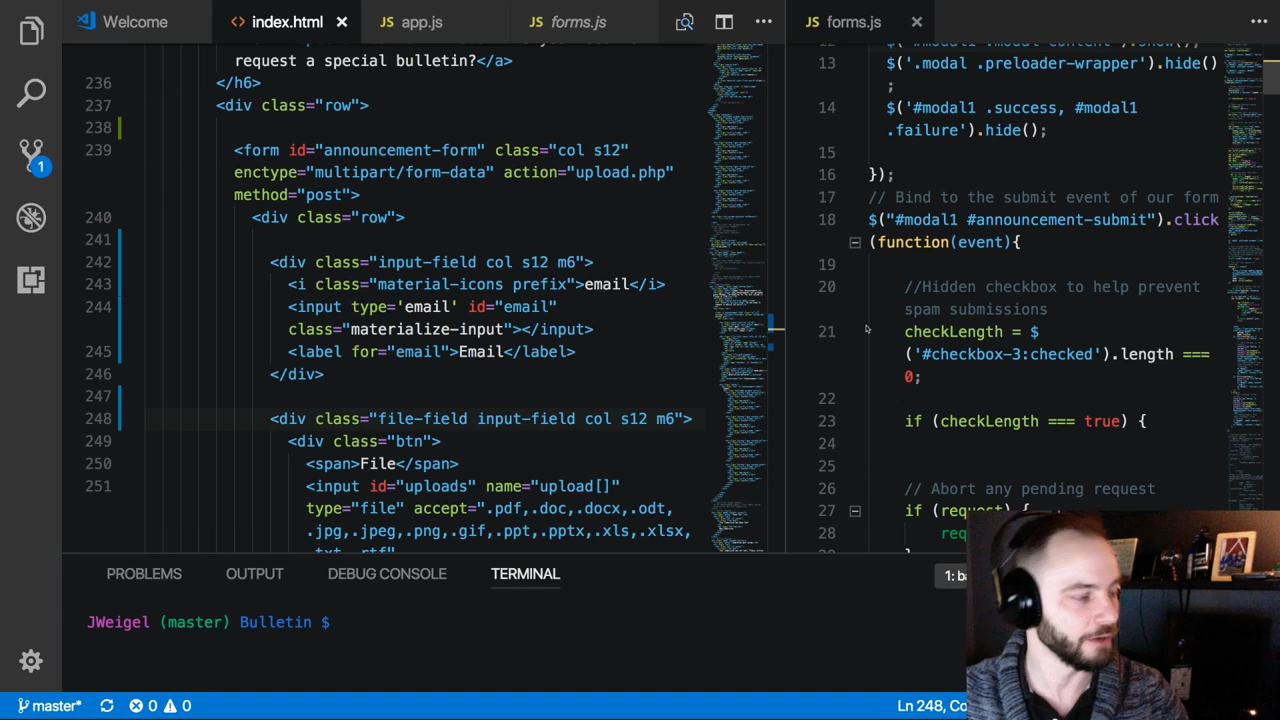 Welcome
index.html
JS app.js
JS forms.js
request a special bulletin?</a>
236 </h6>
237 <div class="row">
238
239 <form id="announcement-form" class="col s12"
enctype="multipart/form-data" action="upload.php"
method="post">
240 <div class="row">
241
242 <div class="input-field col s12 m6">
243 <i class="material-icons prefix">email</i>
244 <input type='email' id="email"
class="materialize-input"></input>
245 <label for="email">Email</label>
246 </div>
247
248 <div class="file-field input-field col s12 m6">
249 <div class="btn">
250 <span>File</span>
251 <input id="uploads" name="upload[]"
type="file" accept=".pdf,.doc,.docx,.odt,
.jpg,.jpeg,.png,.gif,.ppt,.pptx,.xls,.xlsx,
JS forms.js
13 $('.modal .preloader-wrapper').hide()
;
14 $('#modal1 .success, #modal1
.failure').hide();
15
16 });
17 // Bind to the submit event of our form
18 $("#modal1 #announcement-submit").click
(function(event){
19
20 //Hidden checkbox to help prevent
spam submissions
21 checkLength = $
('#checkbox-3:checked').length ===
0;
22
23 if (checkLength === true) {
24
25
26 // Abort any pending request
27 if (request) {
28 req
PROBLEMS
OUTPUT
DEBUG CONSOLE
TERMINAL
1: ba
JWeigel (master) Bulletin $
1
master*
0 0
Ln 248, Co